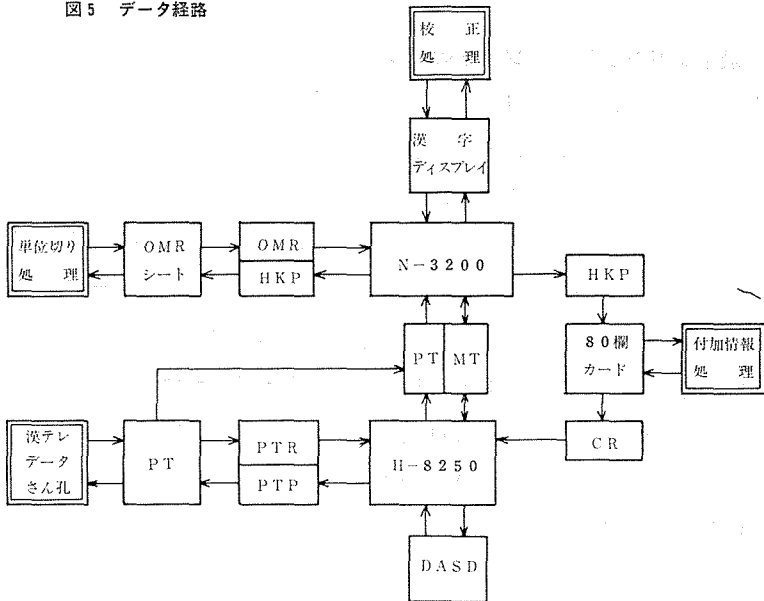 図5 データ経路
校正
処理
漢字
ディスプレイ
単位切り
処理
OMR
シート
OMR
HKP
N-3200
HKP
PT
MT
80欄
カード
付加情報
処理
漢テレ
データ
さん孔
PT
PTR
PTP
H-8250
CR
DASD